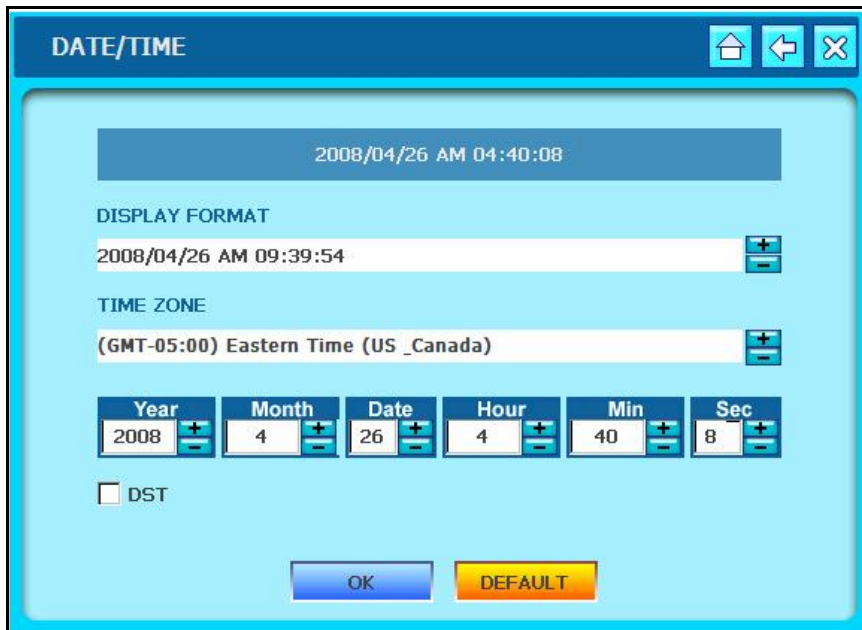 DATE/TIME
2008/04/26 AM 04:40:08
DISPLAY FORMAT
2008/04/26 AM 09:39:54
TIME ZONE
(GMT-05:00) Eastern Time (US _Canada)
Year Month Date Hour Min Sec
2008 4 26 4 40 8
DST
OK DEFAULT